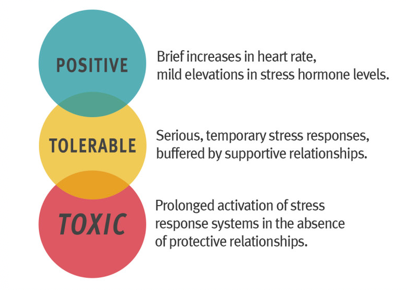 POSITIVE
Brief increases in heart rate,
mild elevations in stress hormone levels.
TOLERABLE
Serious, temporary stress responses,
buffered by supportive relationships.
TOXIC
Prolonged activation of stress
response systems in the absence
of protective relationships.